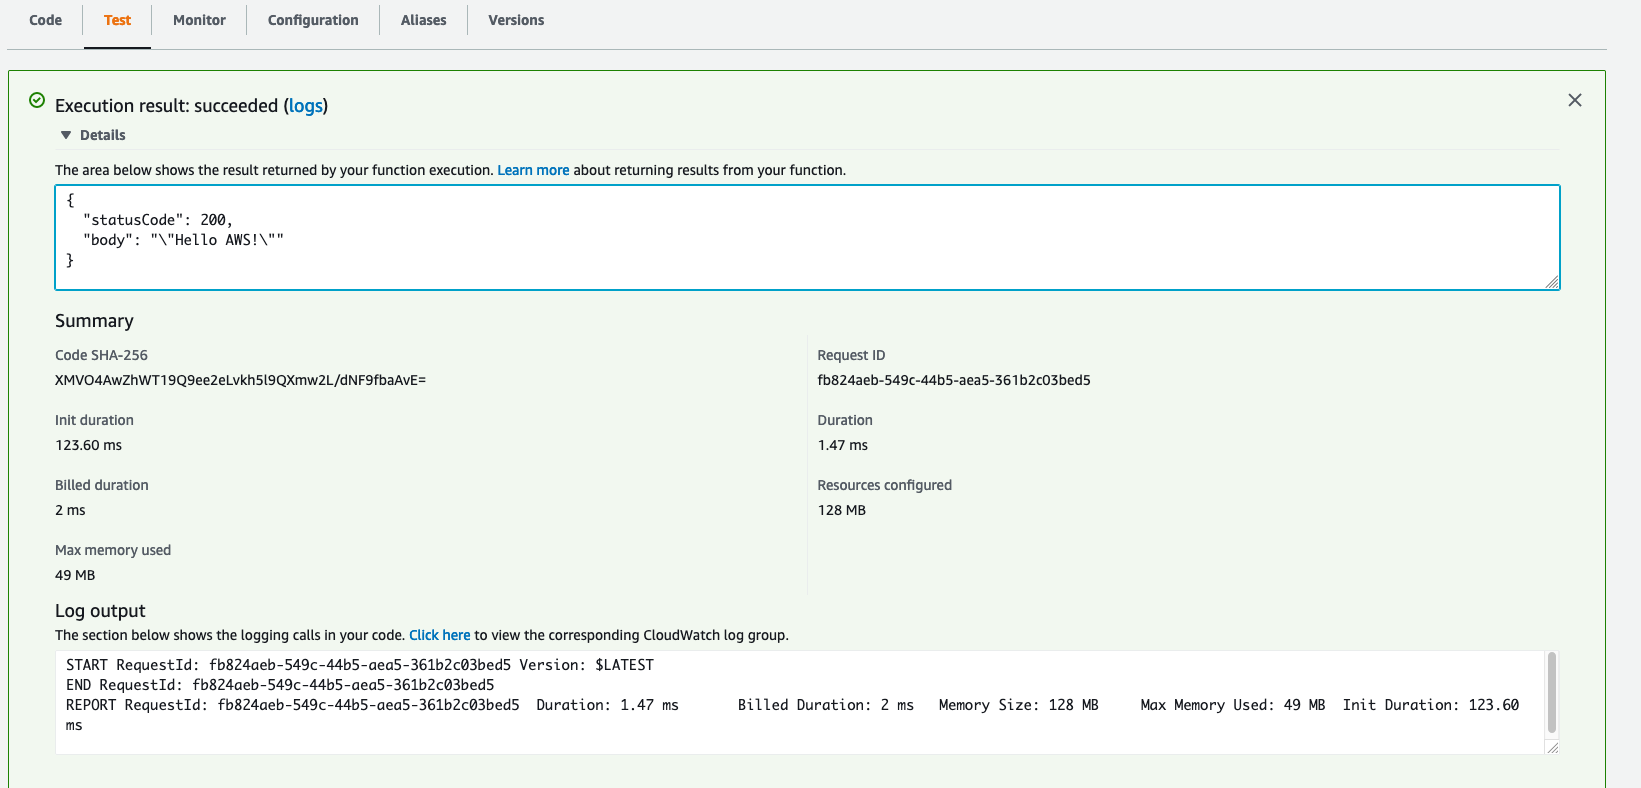 Code Test Monitor Configuration Aliases Versions
Execution result: succeeded (logs)
Details
The area below shows the result returned by your function execution. Learn more about returning results from your function.
{
"statusCode": 200,
"body": "\"Hello AWS!\""
}
Summary
Code SHA-256
XMVO4AwZhWT19Q9ee2eLvkh5l9QXmw2L/dNF9fbaAvE=
Request ID
fb824aeb-549c-44b5-aea5-361b2c03bed5
Init duration
123.60 ms
Duration
1.47 ms
Billed duration
2 ms
Resources configured
128 MB
Max memory used
49 MB
Log output
The section below shows the logging calls in your code. Click here to view the corresponding CloudWatch log group.
START RequestId: fb824aeb-549c-44b5-aea5-361b2c03bed5 Version: $LATEST
END RequestId: fb824aeb-549c-44b5-aea5-361b2c03bed5
REPORT RequestId: fb824aeb-549c-44b5-aea5-361b2c03bed5 Duration: 1.47 ms Billed Duration: 2 ms Memory Size: 128 MB Max Memory Used: 49 MB Init Duration: 123.60
ms